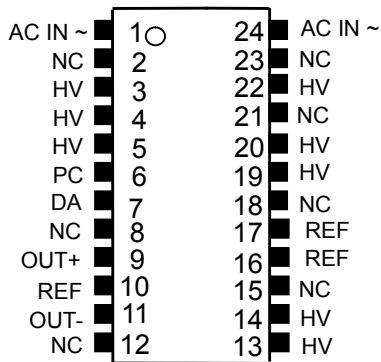 AC IN ~ 1 24 AC IN ~
NC 2 23 NC
HV 3 22 HV
HV 4 21 NC
HV 5 20 HV
PC 6 19 HV
DA 7 18 NC
NC 8 17 REF
OUT+ 9 16 REF
REF 10 15 NC
OUT- 11 14 HV
NC 12 13 HV